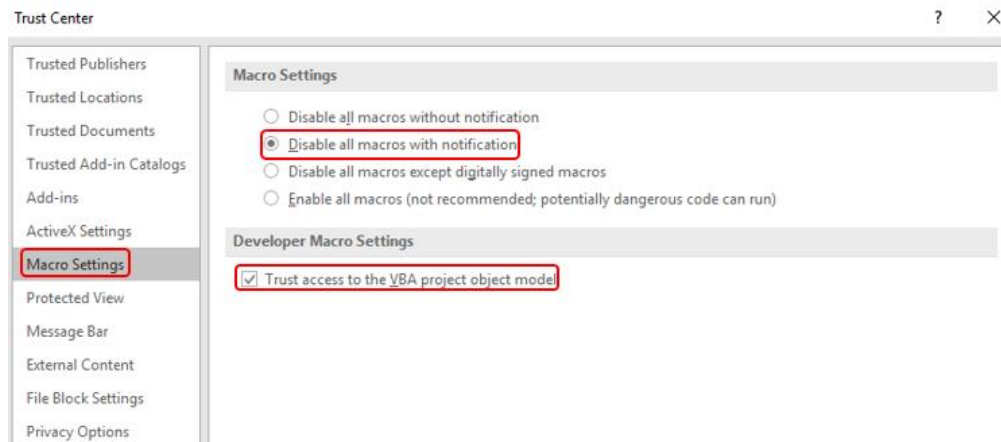 Trust Center
?
Trusted Publishers
Trusted Locations
Trusted Documents
Trusted Add-in Catalogs
Add-ins
ActiveX Settings
Macro Settings
Protected View
Message Bar
External Content
File Block Settings
Privacy Options
Macro Settings
Disable all macros without notification
Disable all macros with notification
Disable all macros except digitally signed macros
Enable all macros (not recommended; potentially dangerous code can run)
Developer Macro Settings
Trust access to the VBA project object model